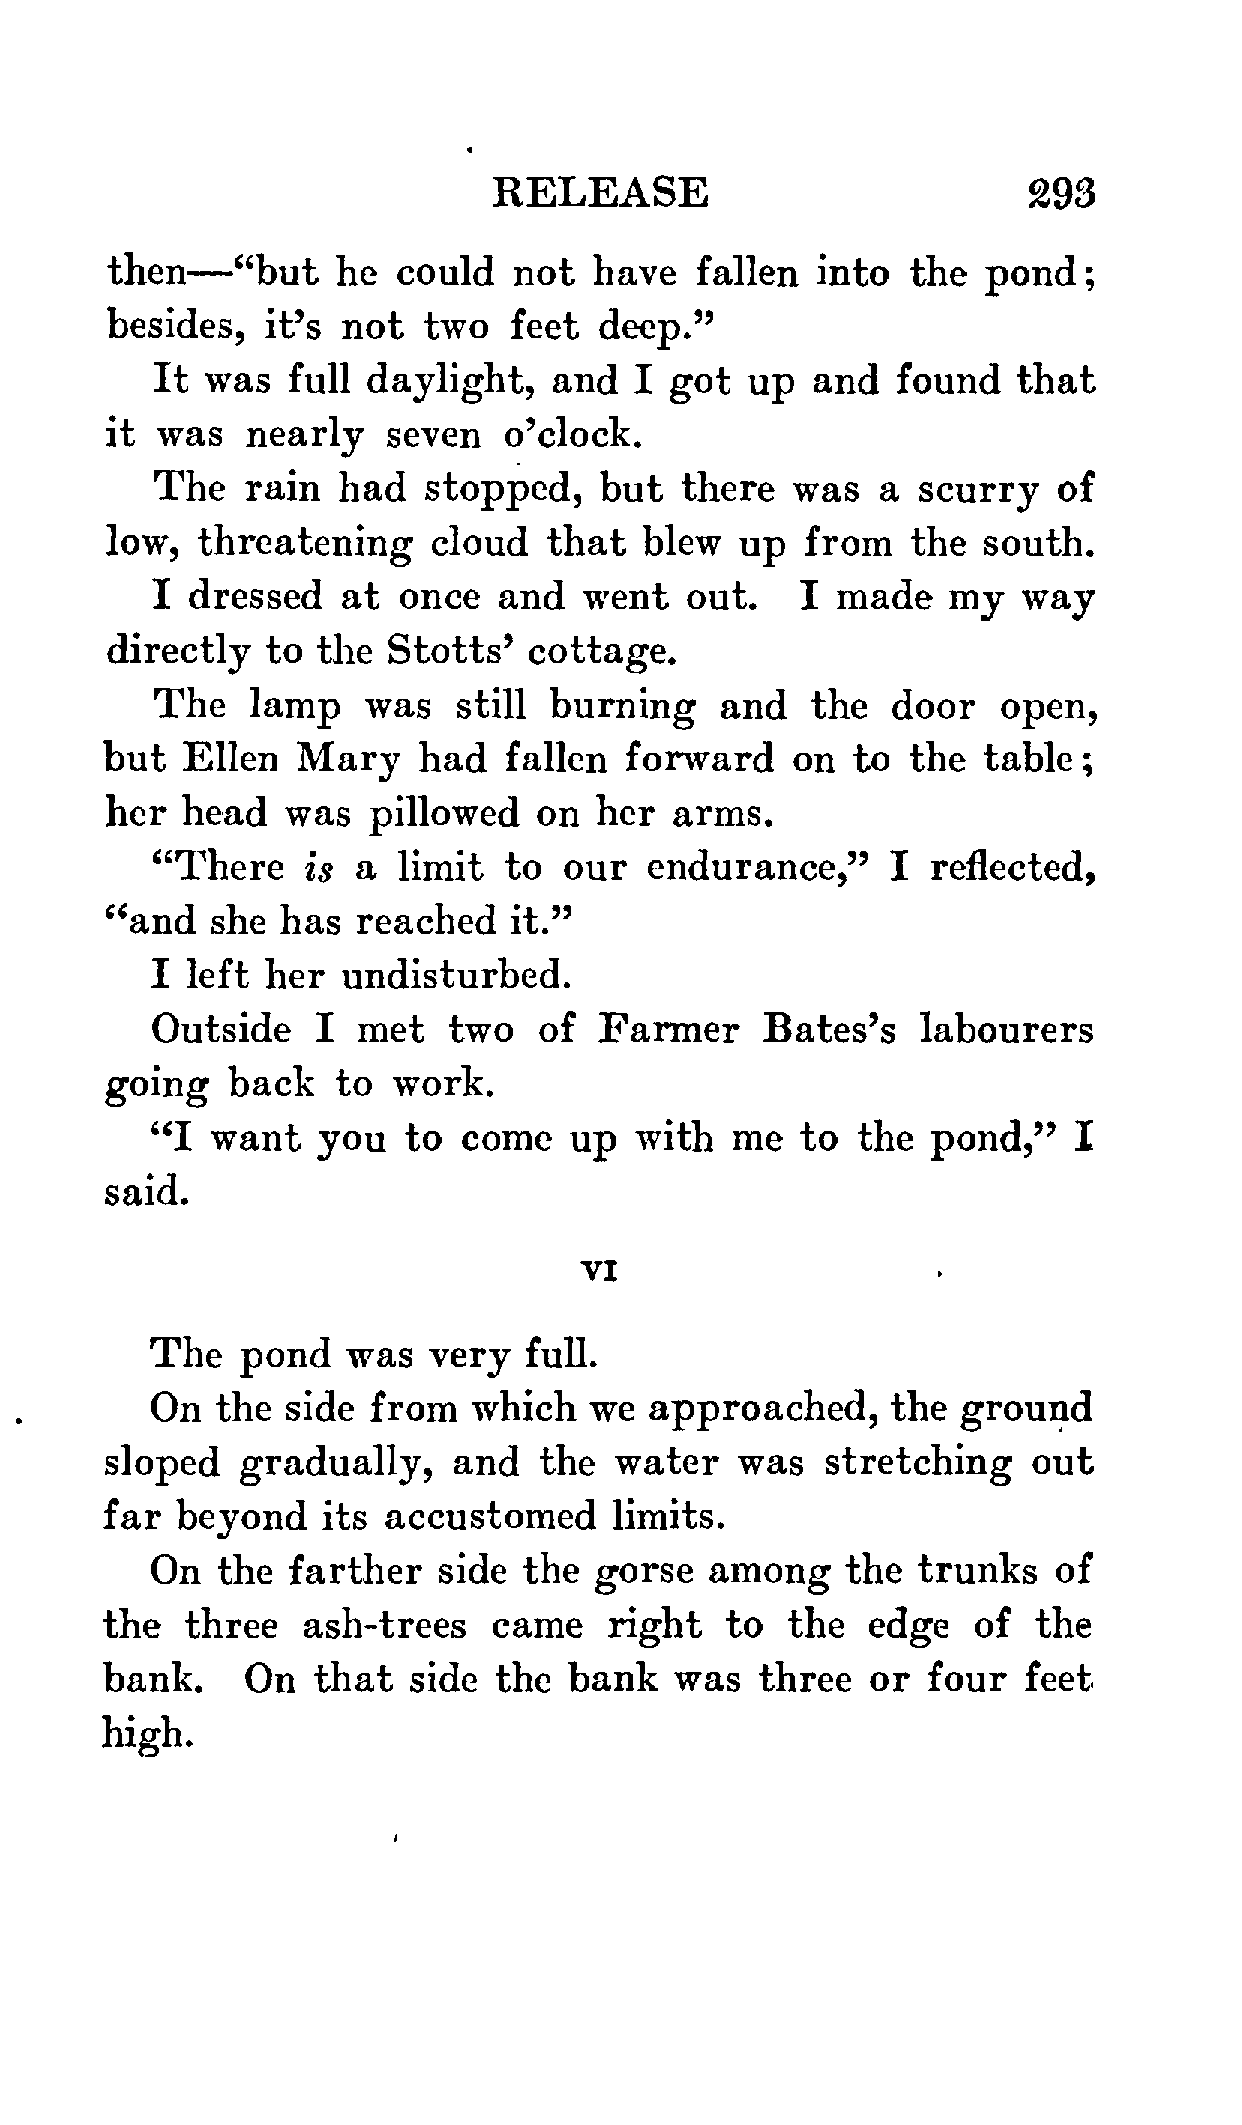 RELEASE 293
then—“but he could not have fallen into the pond;
besides, it’s not two feet deep.”
It was full daylight, and I got up and found that
it was nearly seven o’clock.
The rain had stopped, but there was a scurry of
low, threatening cloud that blew up from the south.
I dressed at once and went out. I made my way
directly to the Stotts’ cottage.
The lamp was still burning and the door open,
but Ellen Mary had fallen forward on to the table;
her head was pillowed on her arms.
“There is a limit to our endurance,” I reflected,
“and she has reached it.”
I left her undisturbed.
Outside I met two of Farmer Bates’s labourers
going back to work.
“I want you to come up with me to the pond,” I
said.
VI
The pond was very full.
On the side from which we approached, the ground
sloped gradually, and the water was stretching out
far beyond its accustomed limits.
On the farther side the gorse among the trunks of
the three ash-trees came right to the edge of the
bank. On that side the bank was three or four feet
high.